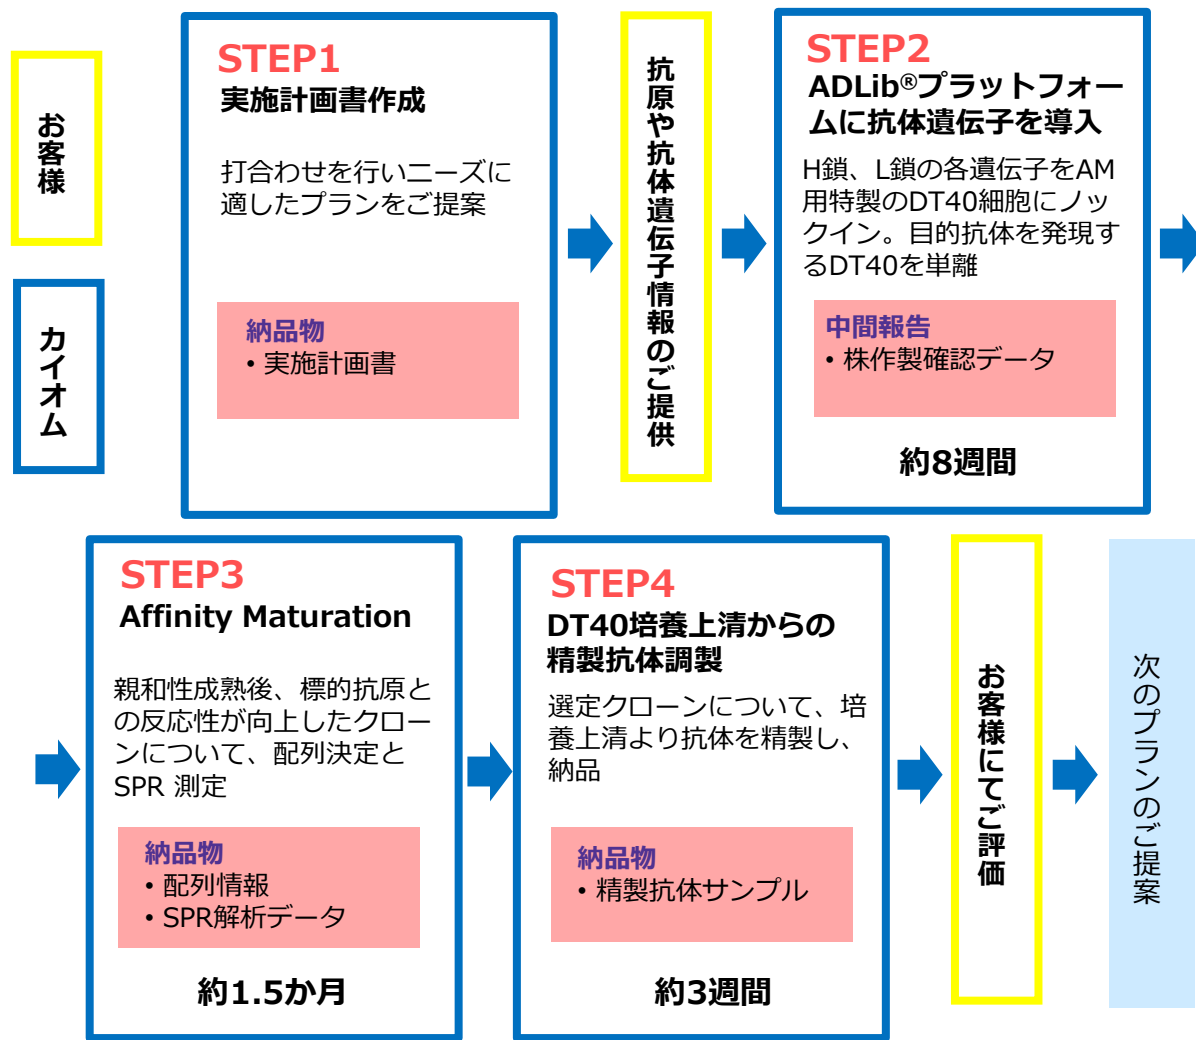 お客様
カイオム
STEP1
実施計画書作成
打合わせを行いニーズに
適したプランをご提案
納品物
• 実施計画書
抗原や抗体遺伝子情報のご提供
STEP2
ADLib®プラットフォー
ムに抗体遺伝子を導入
H鎖、L鎖の各遺伝子をAM
用特製のDT40細胞にノッ
クイン。目的抗体を発現す
るDT40を単離
中間報告
• 株作製確認データ
約8週間
STEP3
Affinity Maturation
親和性成熟後、標的抗原と
の反応性が向上したクロー
ンについて、配列決定と
SPR 測定
納品物
• 配列情報
• SPR解析データ
約1.5か月
STEP4
DT40培養上清からの
精製抗体調製
選定クローンについて、培
養上清より抗体を精製し、
納品
納品物
• 精製抗体サンプル
約3週間
お客様にてご評価
次のプランのご提案